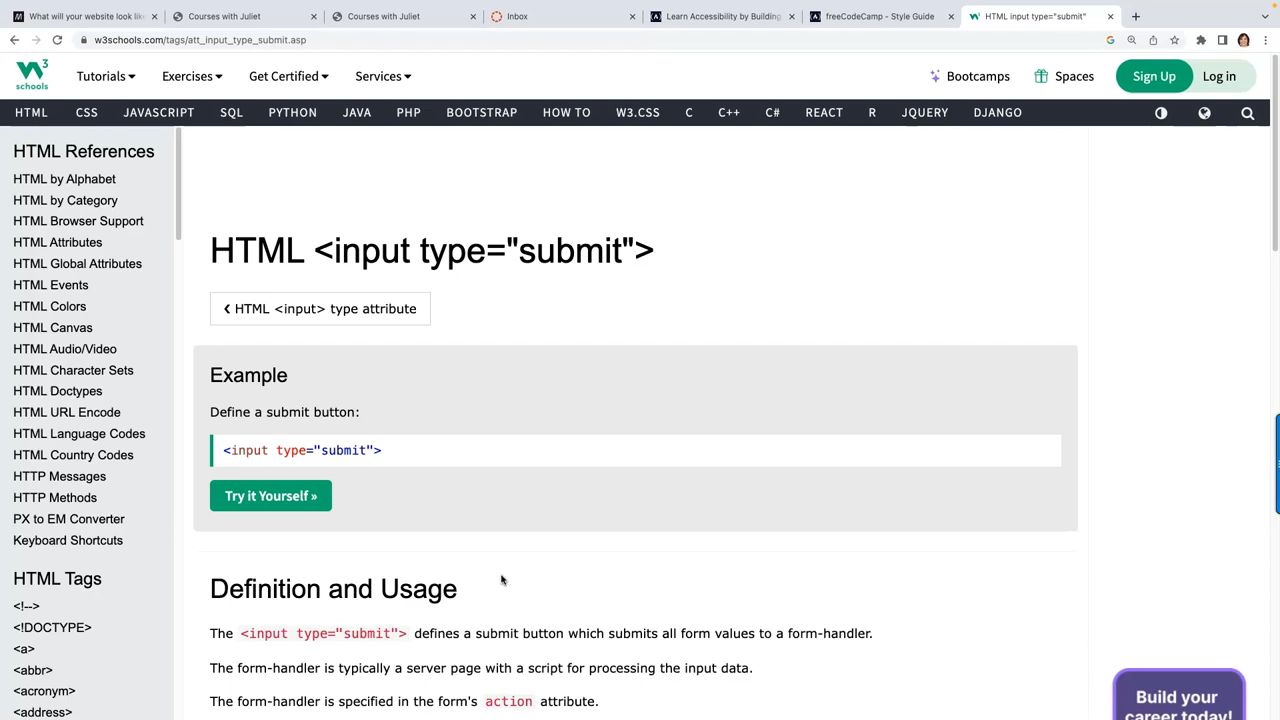 What will your website look like
Courses with Juliet
Courses with Juliet
Inbox
Learn Accessibility by Building
freeCodeCamp - Style Guide
HTML input type="submit"
w3schools.com/tags/att_input_type_submit.asp
W3 schools
Tutorials
Exercises
Get Certified
Services
Bootcamps
Spaces
Sign Up
Log in
HTML CSS JAVASCRIPT SQL PYTHON JAVA PHP BOOTSTRAP HOW TO W3.CSS C C++ C# REACT R JQUERY DJANGO
HTML References
HTML by Alphabet
HTML by Category
HTML Browser Support
HTML Attributes
HTML Global Attributes
HTML Events
HTML Colors
HTML Canvas
HTML Audio/Video
HTML Character Sets
HTML Doctypes
HTML URL Encode
HTML Language Codes
HTML Country Codes
HTTP Messages
HTTP Methods
PX to EM Converter
Keyboard Shortcuts
HTML Tags
<!-->
<!DOCTYPE>
<a>
<abbr>
<acronym>
<address>
HTML <input type="submit">
❮ HTML <input> type attribute
Example
Define a submit button:
<input type="submit">
Try it Yourself »
Definition and Usage
The <input type="submit"> defines a submit button which submits all form values to a form-handler.
The form-handler is typically a server page with a script for processing the input data.
The form-handler is specified in the form's action attribute.
Build your
career today!